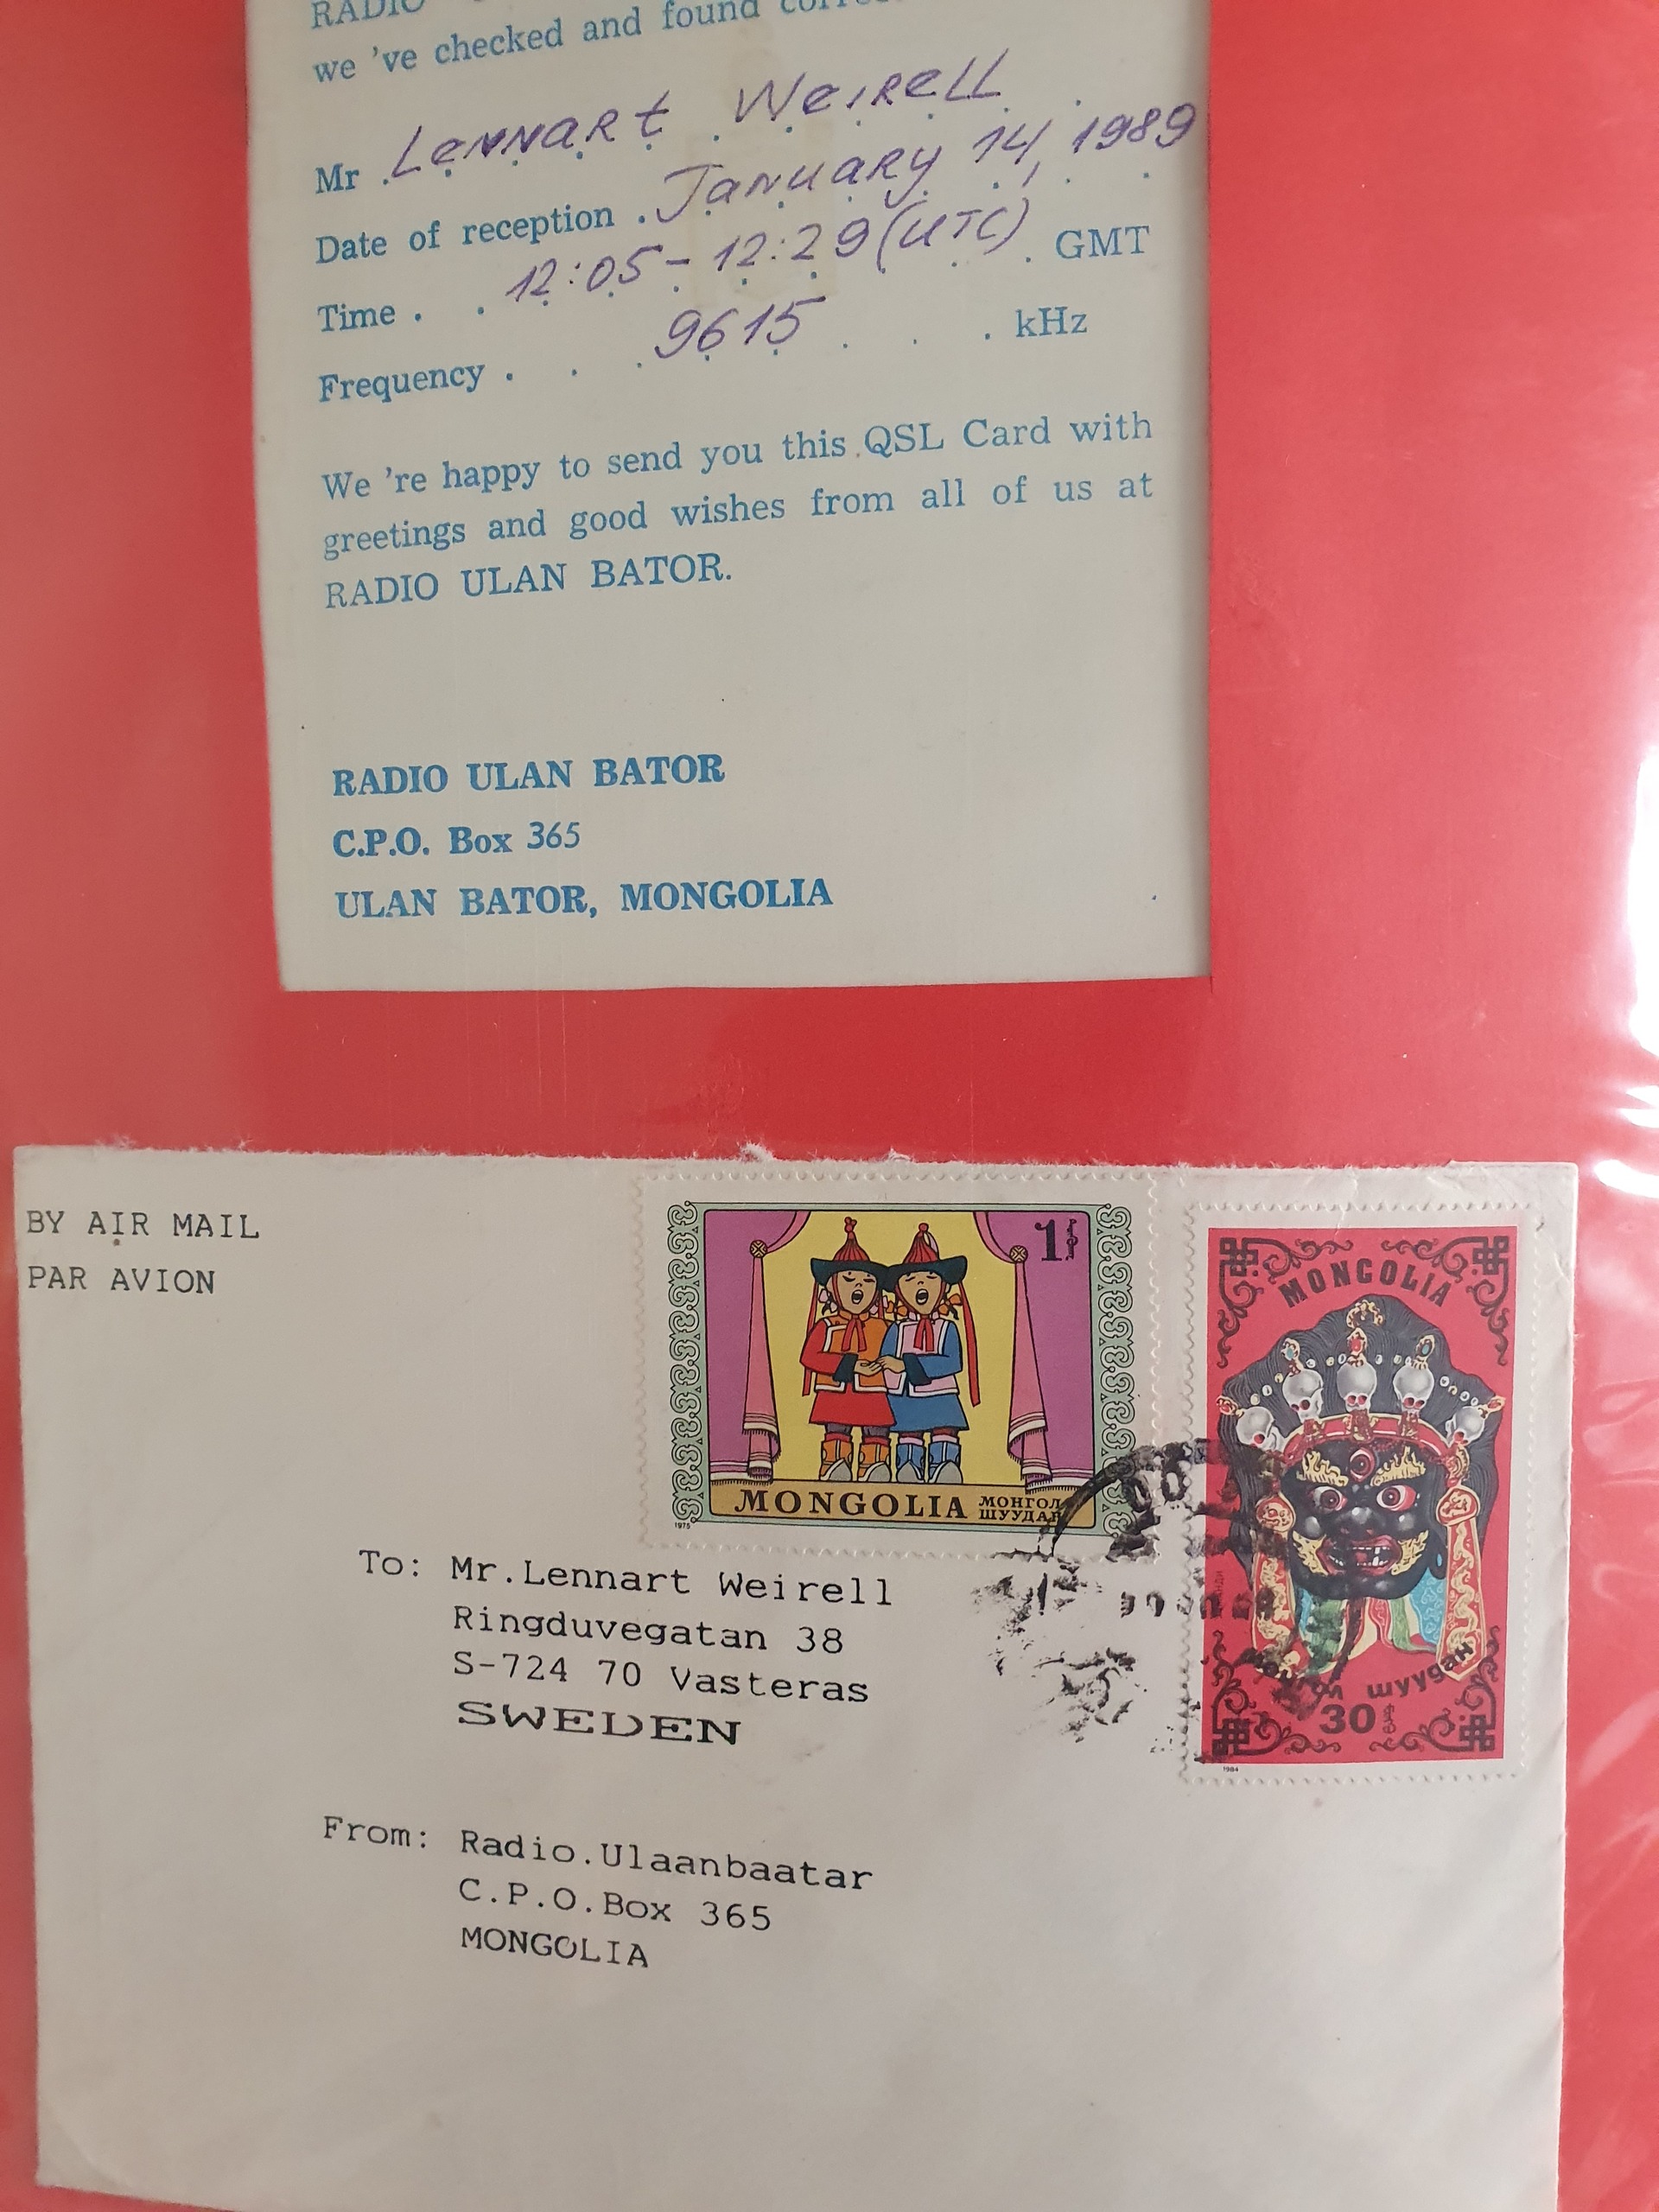 RADIO
we 've checked and found
Mr Lennart Weirell
Date of reception January 14, 1989
Time 12:05-12:29 (UTC) GMT
Frequency 9615 kHz
We 're happy to send you this QSL Card with
greetings and good wishes from all of us at
RADIO ULAN BATOR.
RADIO ULAN BATOR
C.P.O. Box 365
ULAN BATOR, MONGOLIA
BY AIR MAIL
PAR AVION
1₮
MONGOLIA МОНГОЛ
ШУУДАН
1975
MONGOLIA
МОНГОЛ ШУУДАН
30
1984
To: Mr.Lennart Weirell
Ringduvegatan 38
S-724 70 Vasteras
SWEDEN
From: Radio.Ulaanbaatar
C.P.O.Box 365
MONGOLIA